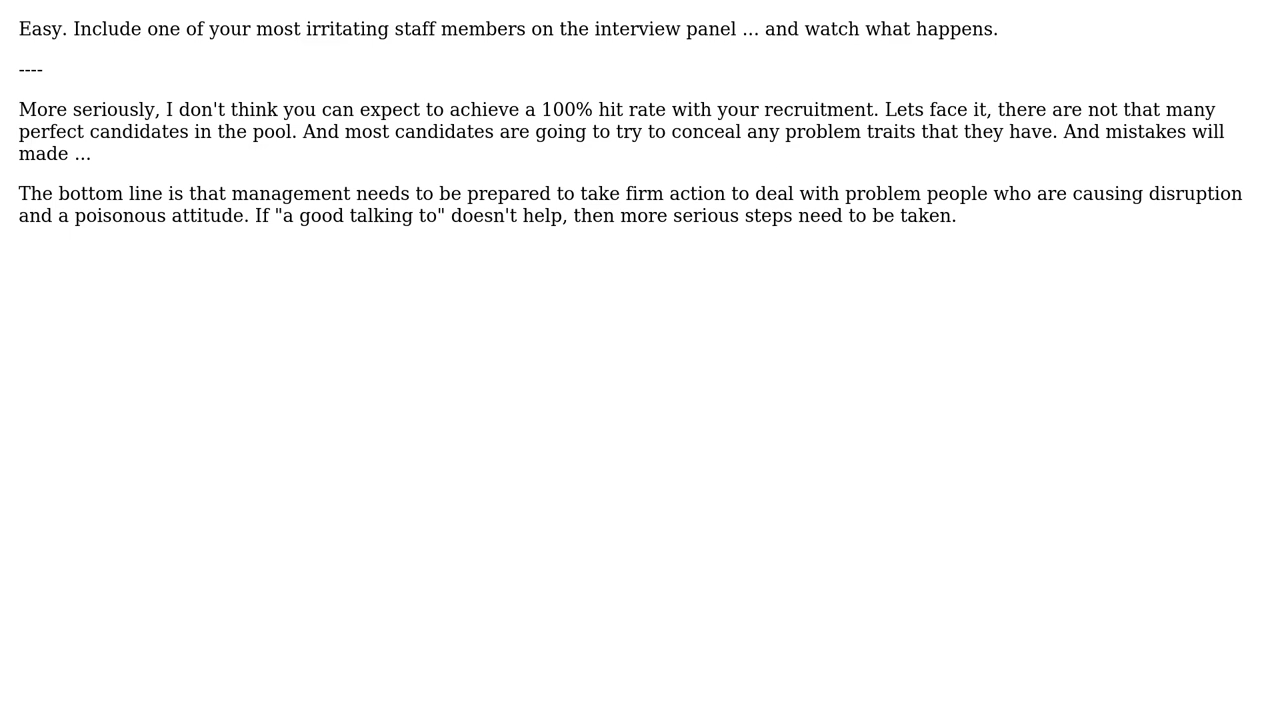 Easy. Include one of your most irritating staff members on the interview panel ... and watch what happens.
----
More seriously, I don't think you can expect to achieve a 100% hit rate with your recruitment. Lets face it, there are not that many
perfect candidates in the pool. And most candidates are going to try to conceal any problem traits that they have. And mistakes will
made ...
The bottom line is that management needs to be prepared to take firm action to deal with problem people who are causing disruption
and a poisonous attitude. If "a good talking to" doesn't help, then more serious steps need to be taken.